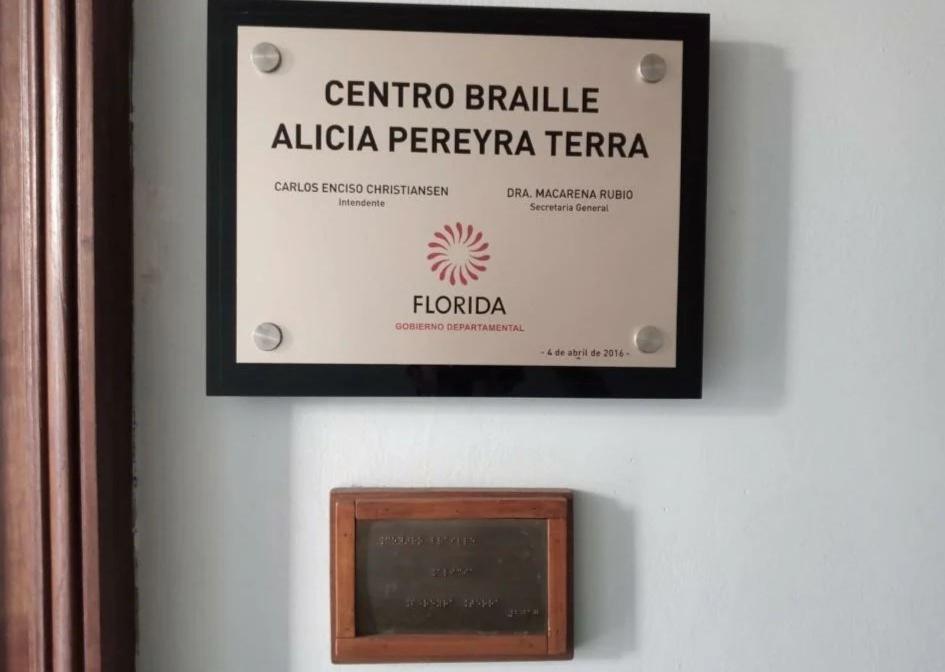 CENTRO BRAILLE
ALICIA PEREYRA TERRA
CARLOS ENCISO CHRISTIANSEN
Intendente
DRA. MACARENA RUBIO
Secretaria General
FLORIDA
GOBIERNO DEPARTAMENTAL
- 4 de abril de 2016 -